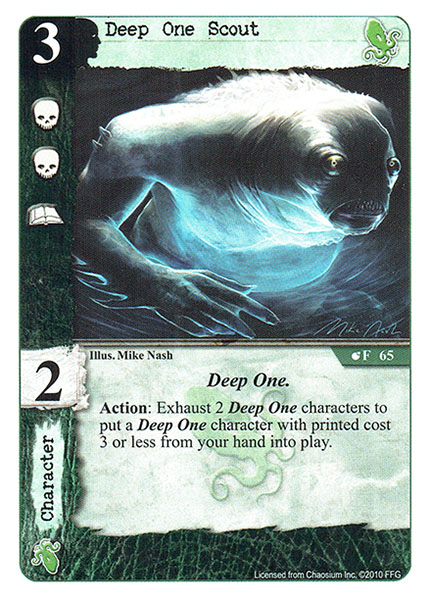 3
Deep One Scout
Mike Nash
Illus. Mike Nash
F 65
2
Deep One.
Action: Exhaust 2 Deep One characters to
put a Deep One character with printed cost
3 or less from your hand into play.
Character
Licensed from Chaosium Inc. ©2010 FFG